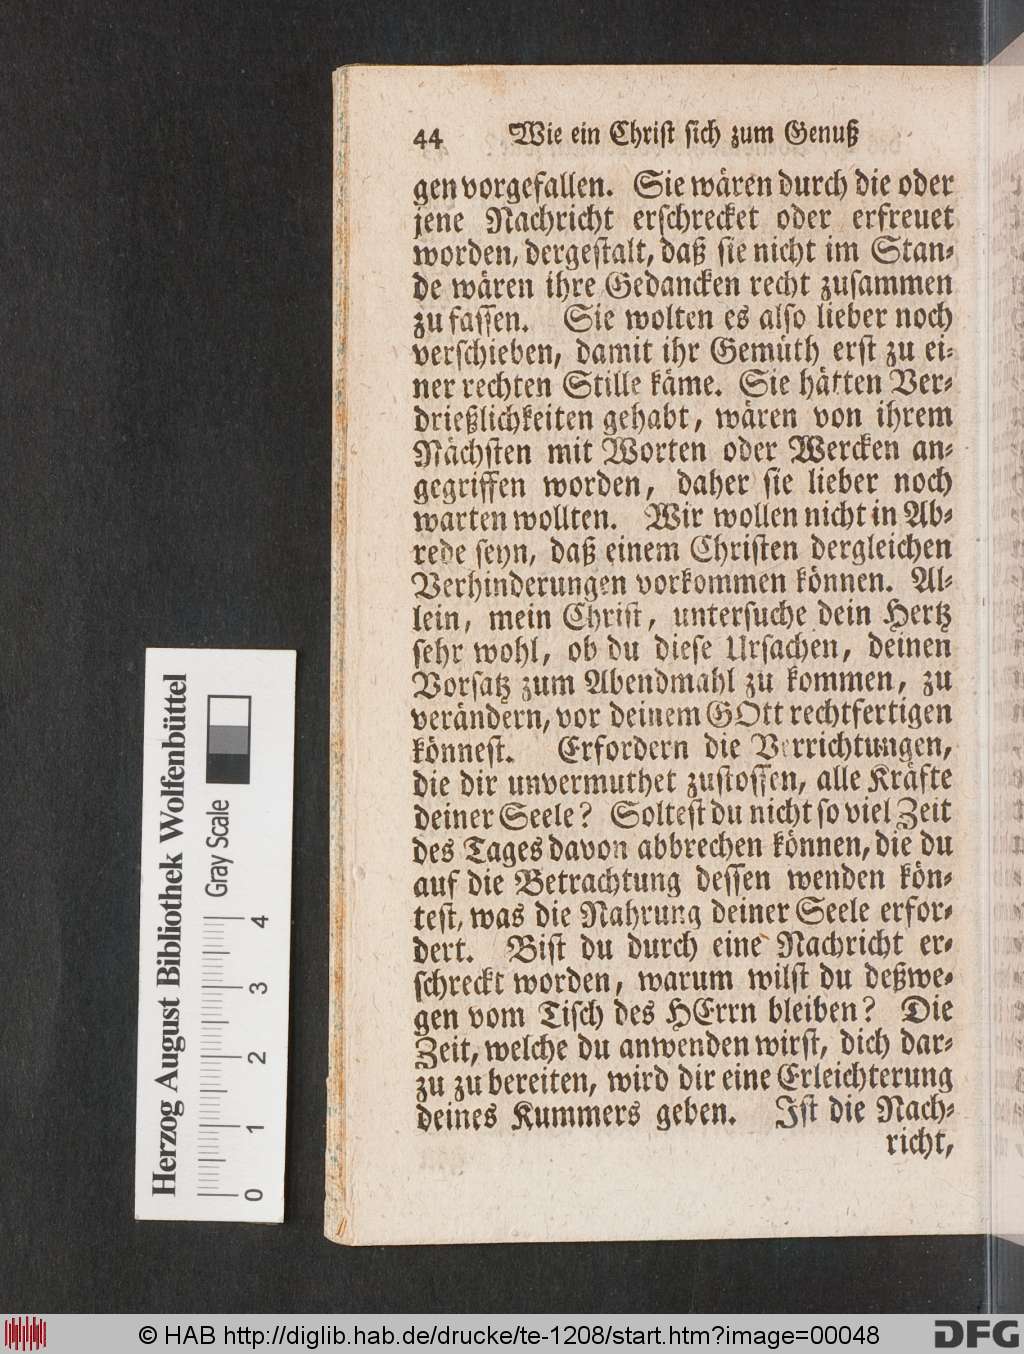 44 Wie ein Christ sich zum Genuß
gen vorgefallen. Sie wären durch die oder
jene Nachricht erschrecket oder erfreuet
worden, dergestalt, daß sie nicht im Stan-
de wären ihre Gedancken recht zusammen
zu fassen. Sie wolten es also lieber noch
verschieben, damit ihr Gemüth erst zu ei-
ner rechten Stille käme. Sie hätten Ver-
drießlichkeiten gehabt, wären von ihrem
Nächsten mit Worten oder Wercken an-
gegriffen worden, daher sie lieber noch
warten wollten. Wir wollen nicht in Ab-
rede seyn, daß einem Christen dergleichen
Verhinderungen vorkommen können. Al-
lein, mein Christ, untersuche dein Hertz
sehr wohl, ob du diese Ursachen, deinen
Vorsatz zum Abendmahl zu kommen, zu
verändern, vor deinem GOtt rechtfertigen
könnest. Erfordern die Verrichtungen,
die dir unvermuthet zustossen, alle Kräfte
deiner Seele? Soltest du nicht so viel Zeit
des Tages davon abbrechen können, die du
auf die Betrachtung dessen wenden kön-
test, was die Nahrung deiner Seele erfor-
dert. Bist du durch eine Nachricht er-
schreckt worden, warum wilst du deßwe-
gen vom Tisch des HErrn bleiben? Die
Zeit, welche du anwenden wirst, dich dar-
zu zu bereiten, wird dir eine Erleichterung
deines Kummers geben. Ist die Nach-
richt,
Herzog August Bibliothek Wolfenbüttel
Gray Scale
0 1 2 3 4
© HAB http://diglib.hab.de/drucke/te-1208/start.htm?image=00048
DFG